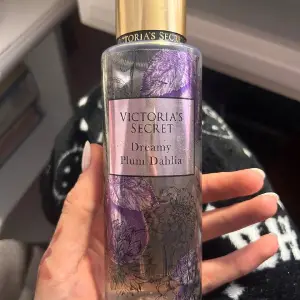 VICTORIA'S SECRET
VICTORIA'S
SECRET
Dreamy
Plum Dahlia